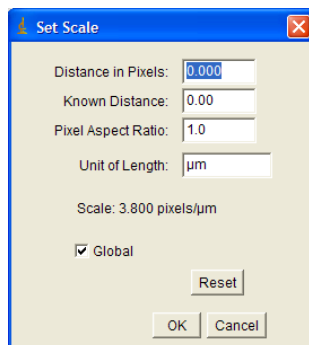 Set Scale
Distance in Pixels: 0.000
Known Distance: 0.00
Pixel Aspect Ratio: 1.0
Unit of Length: µm
Scale: 3.800 pixels/µm
Global
Reset
OK Cancel